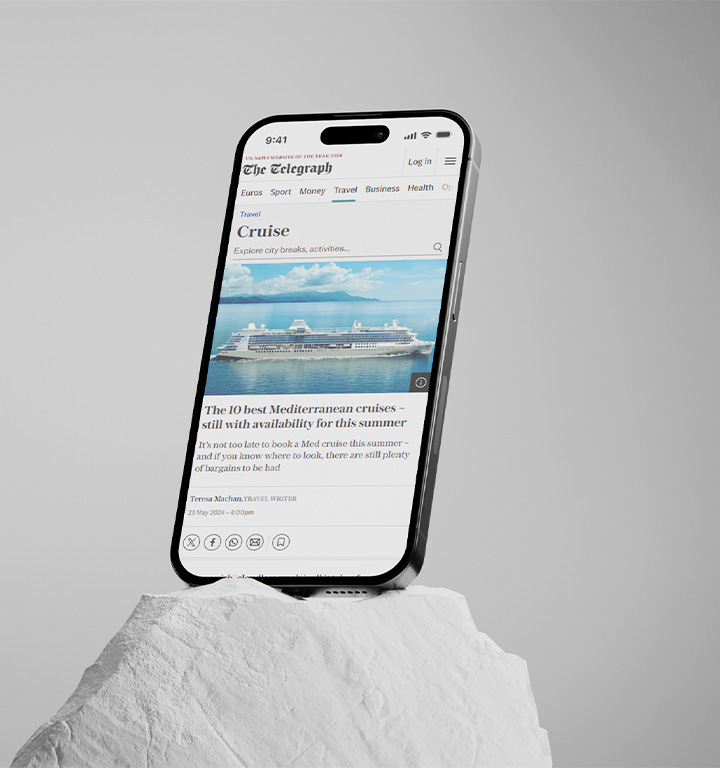 9:41
UK NEWS WEBSITE OF THE YEAR 2024
The Telegraph
Log in
Euros Sport Money Travel Business Health Op
Travel
Cruise
Explore city breaks, activities...
The 10 best Mediterranean cruises –
still with availability for this summer
It's not too late to book a Med cruise this summer –
and if you know where to look, there are still plenty
of bargains to be had
Teresa Machan, TRAVEL WRITER
23 May 2024 • 4:00pm